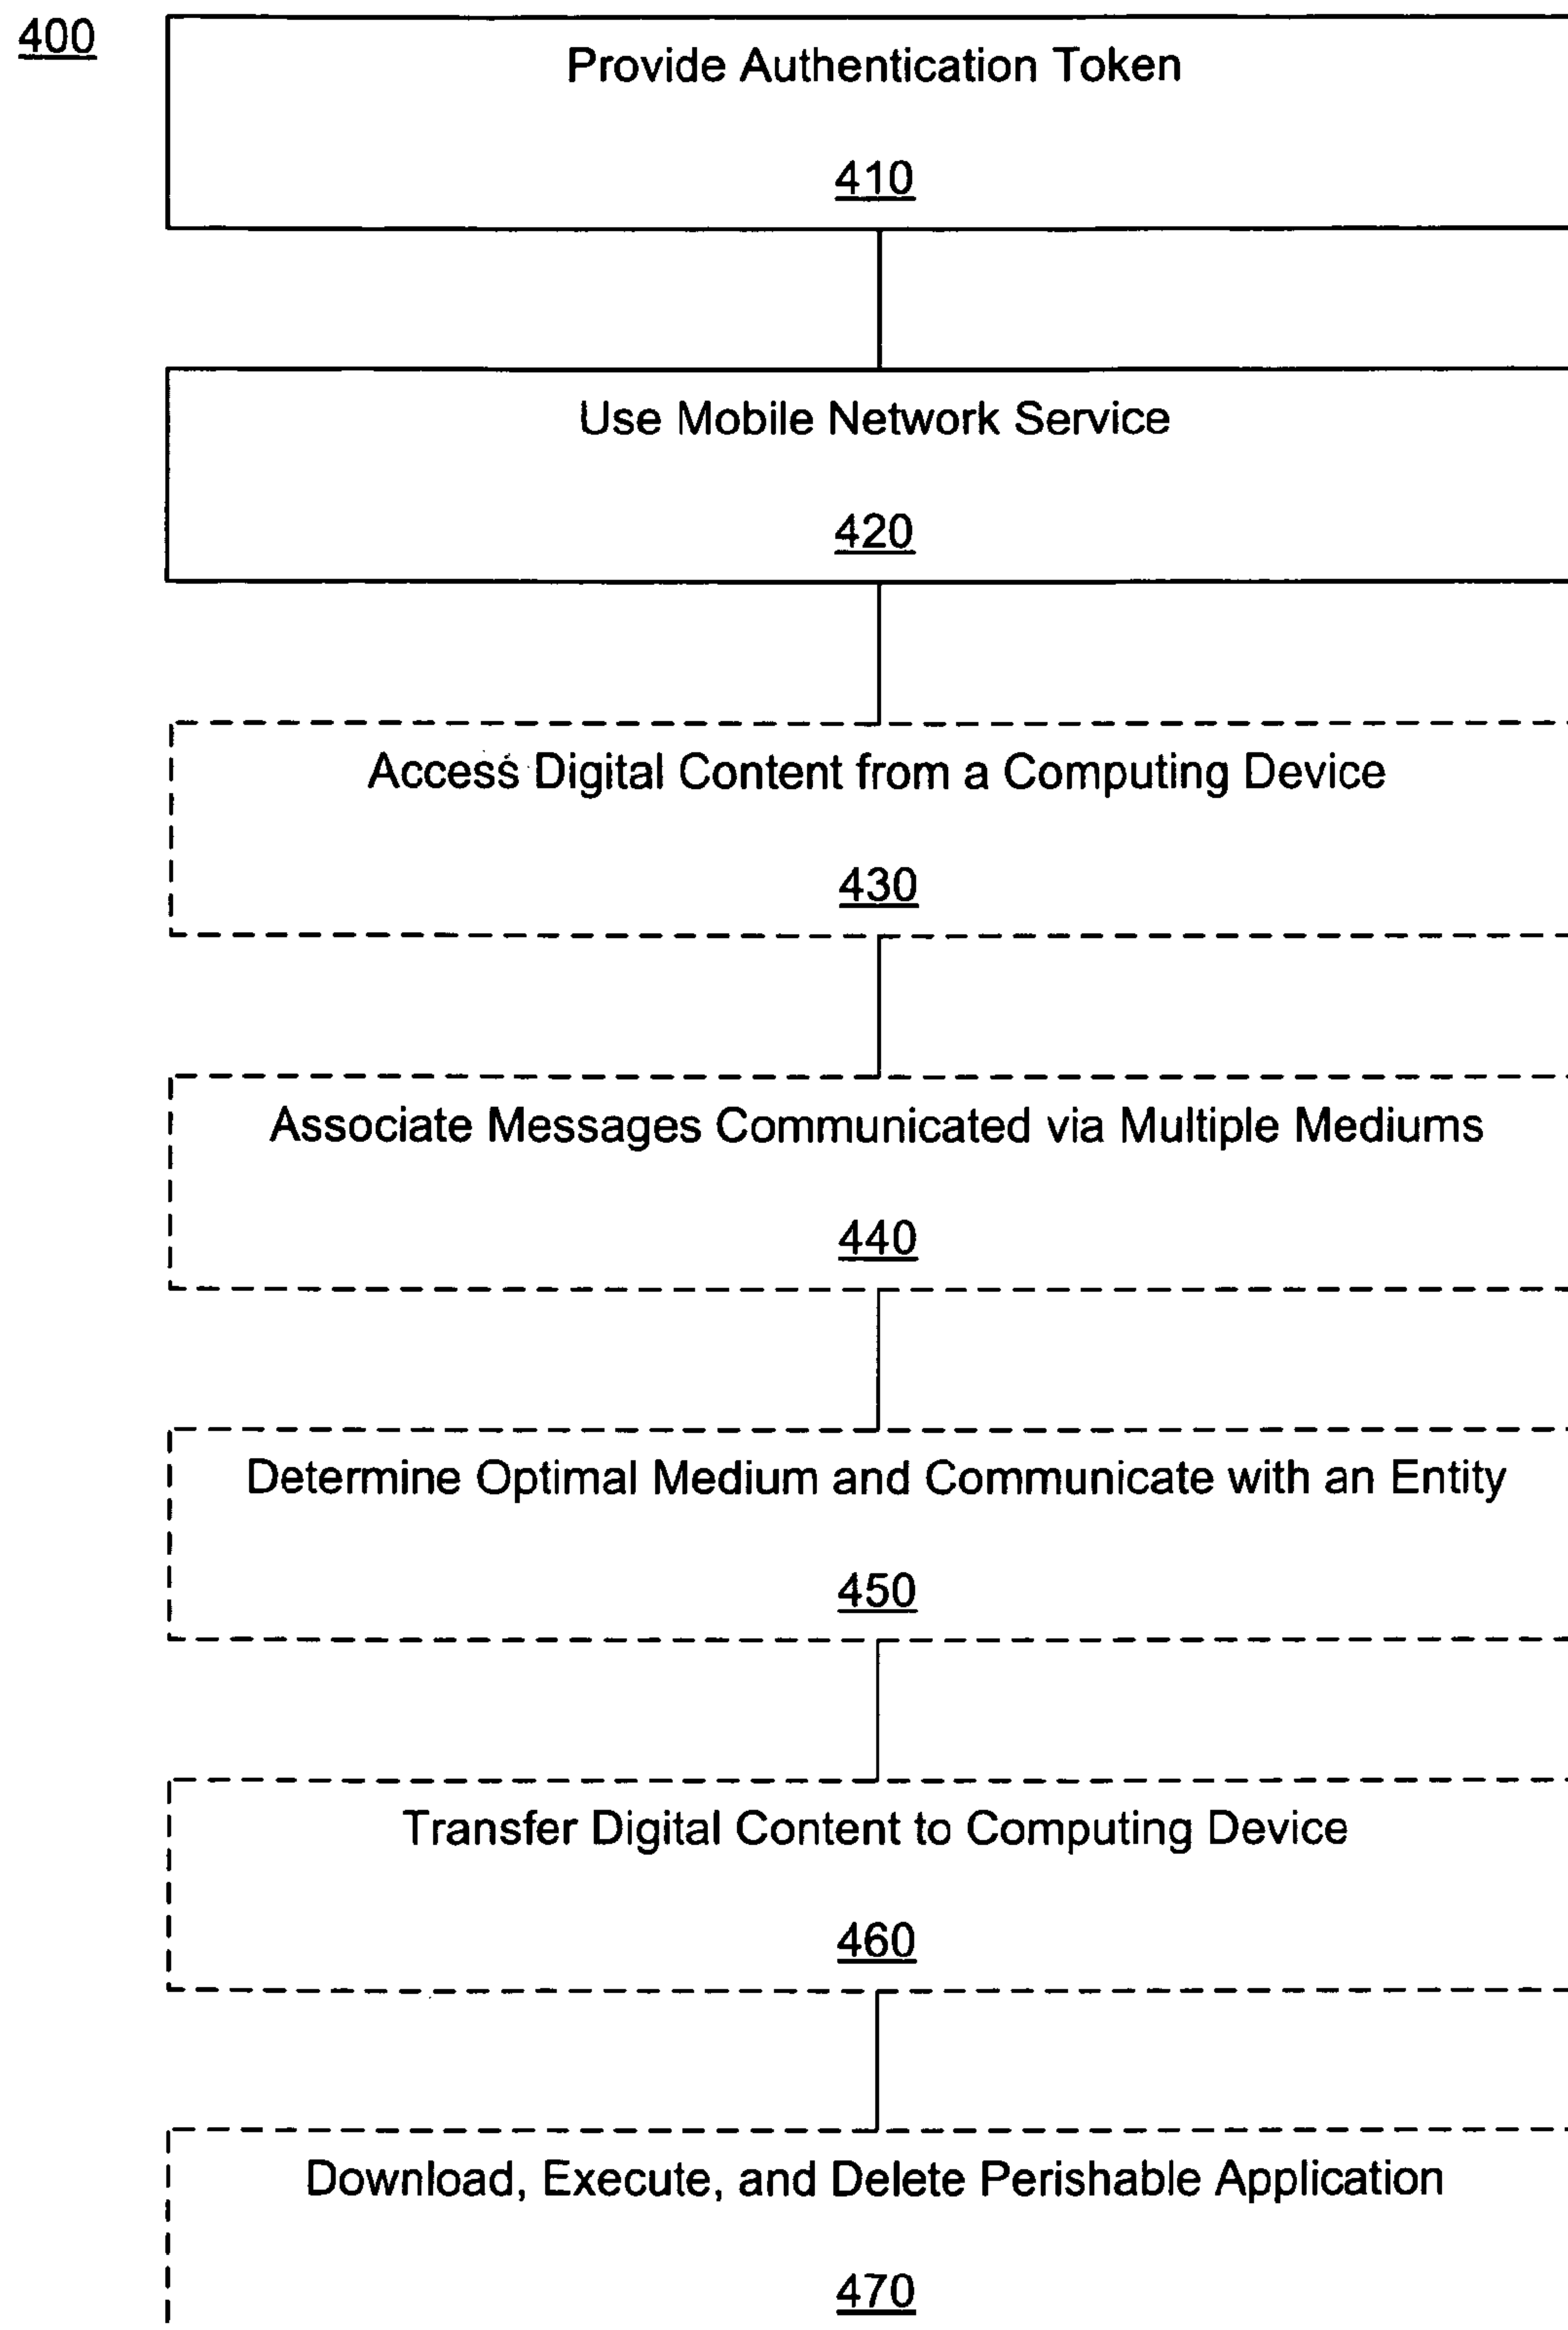 400
Provide Authentication Token
410
Use Mobile Network Service
420
Access Digital Content from a Computing Device
430
Associate Messages Communicated via Multiple Mediums
440
Determine Optimal Medium and Communicate with an Entity
450
Transfer Digital Content to Computing Device
460
Download, Execute, and Delete Perishable Application
470